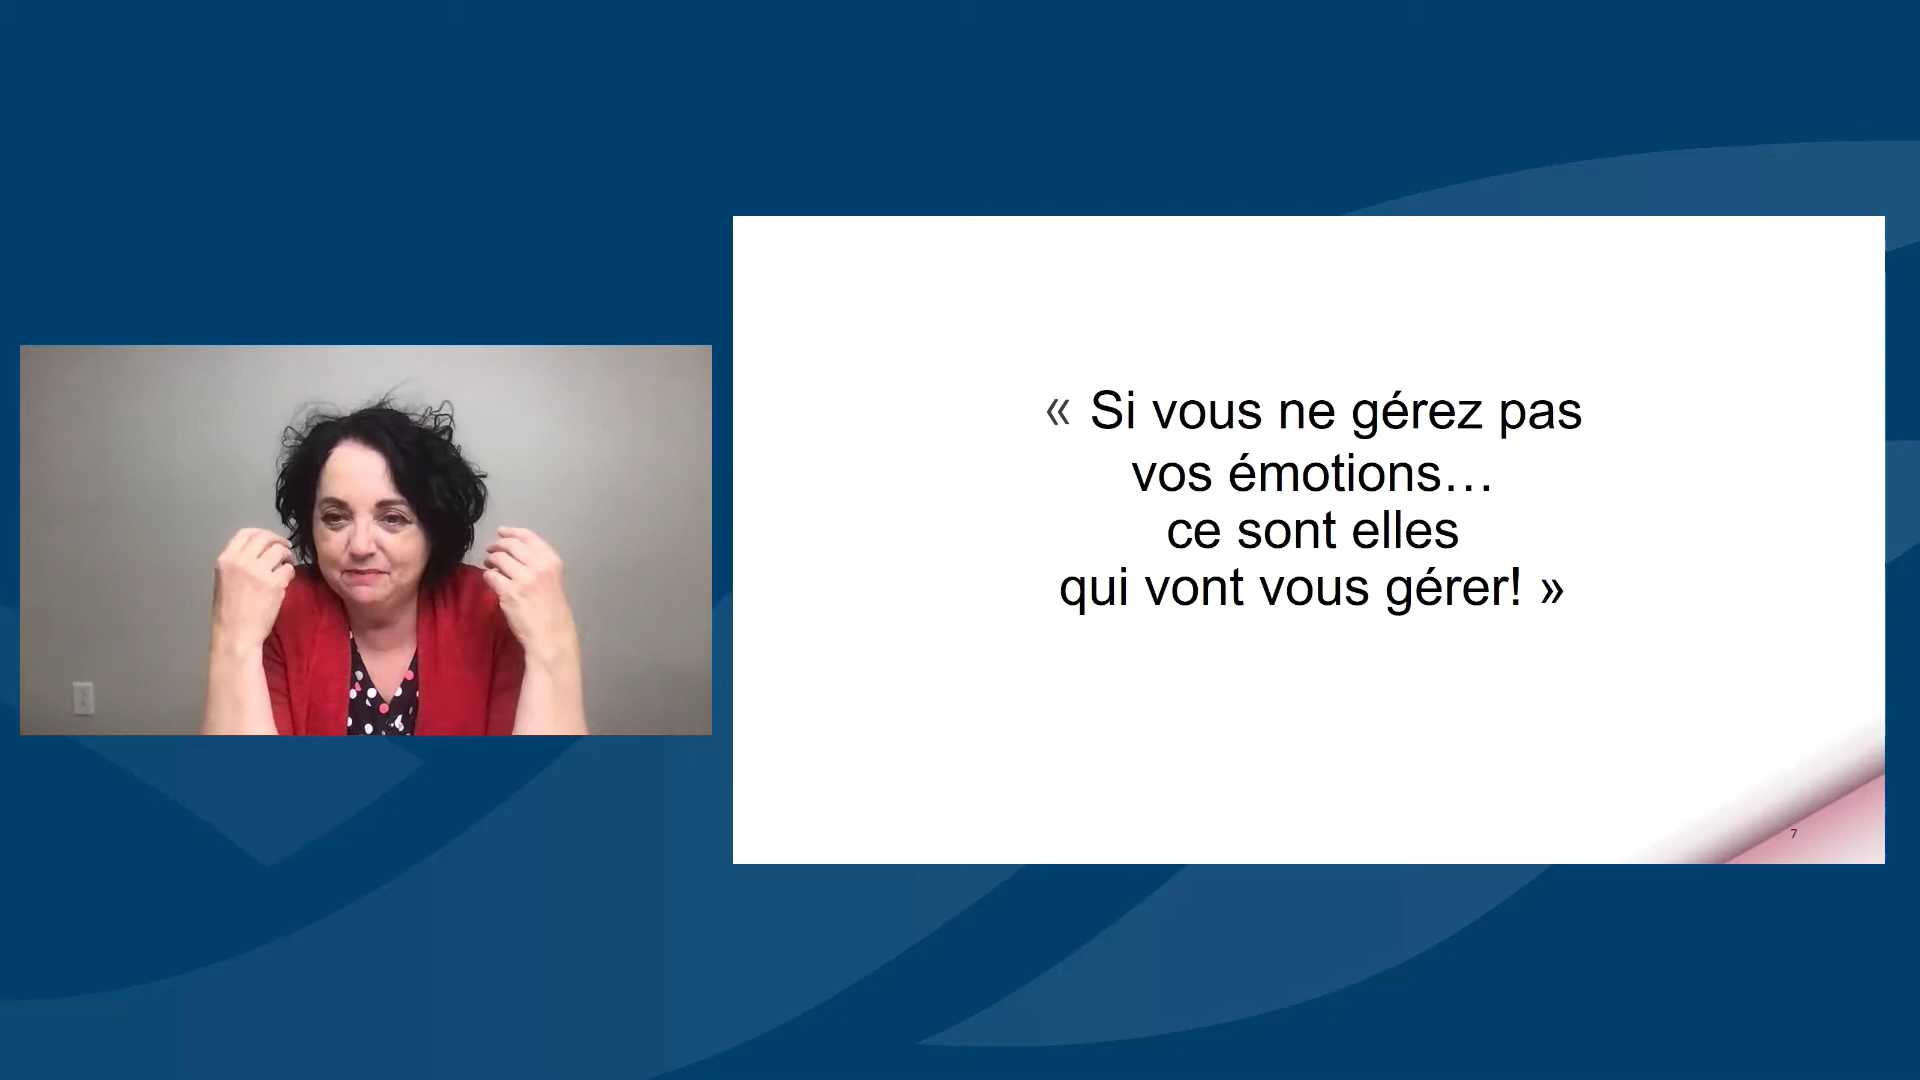 « Si vous ne gérez pas
vos émotions…
ce sont elles
qui vont vous gérer! »
7